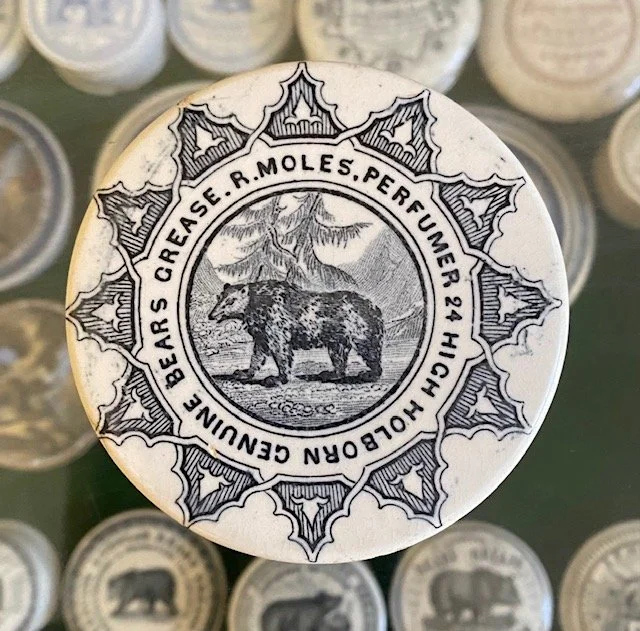 GENUINE BEARS GREASE. R. MOLES, PERFUMER 24 HIGH HOLBORN